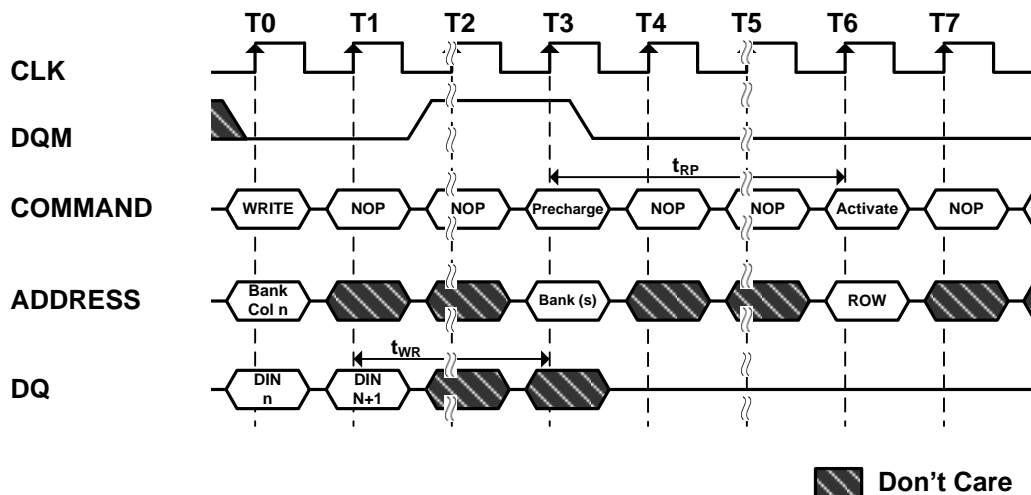 T0 T1 T2 T3 T4 T5 T6 T7
CLK
DQM
tRP
COMMAND WRITE NOP NOP Precharge NOP NOP Activate NOP
ADDRESS Bank Col n Bank (s) ROW
tWR
DQ DIN n DIN N+1
Don't Care